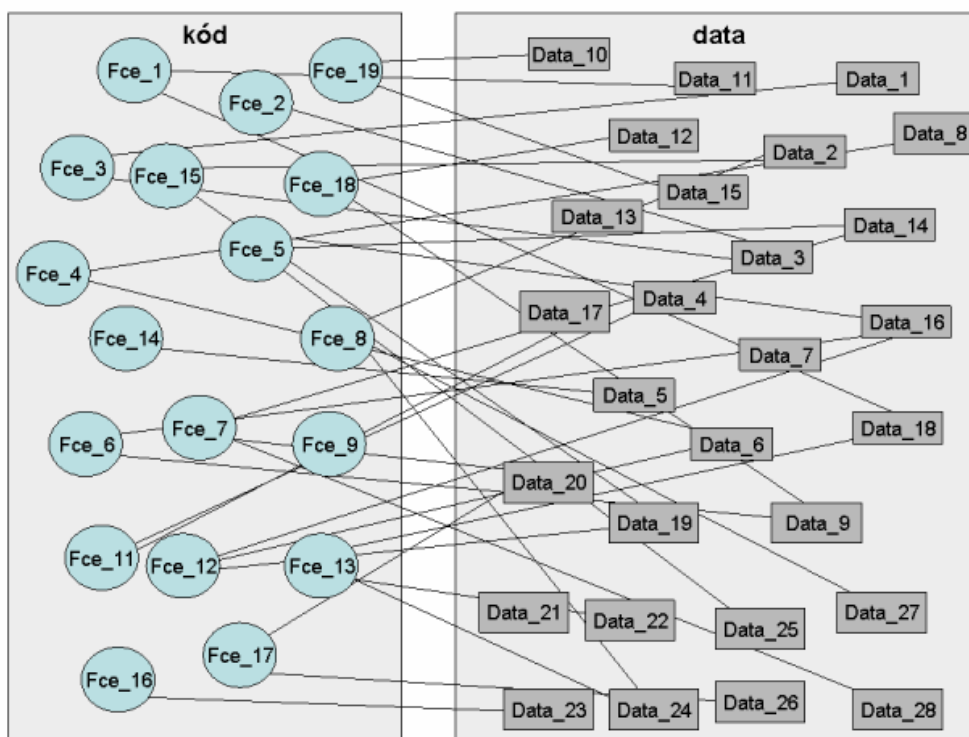 kód
Fce_1
Fce_19
Fce_2
Fce_3
Fce_15
Fce_18
Fce_5
Fce_4
Fce_14
Fce_8
Fce_7
Fce_6
Fce_9
Fce_11
Fce_12
Fce_13
Fce_17
Fce_16
data
Data_10
Data_11
Data_1
Data_12
Data_8
Data_2
Data_15
Data_13
Data_14
Data_3
Data_4
Data_17
Data_16
Data_7
Data_5
Data_18
Data_6
Data_20
Data_19
Data_9
Data_21
Data_22
Data_27
Data_25
Data_26
Data_23
Data_24
Data_28